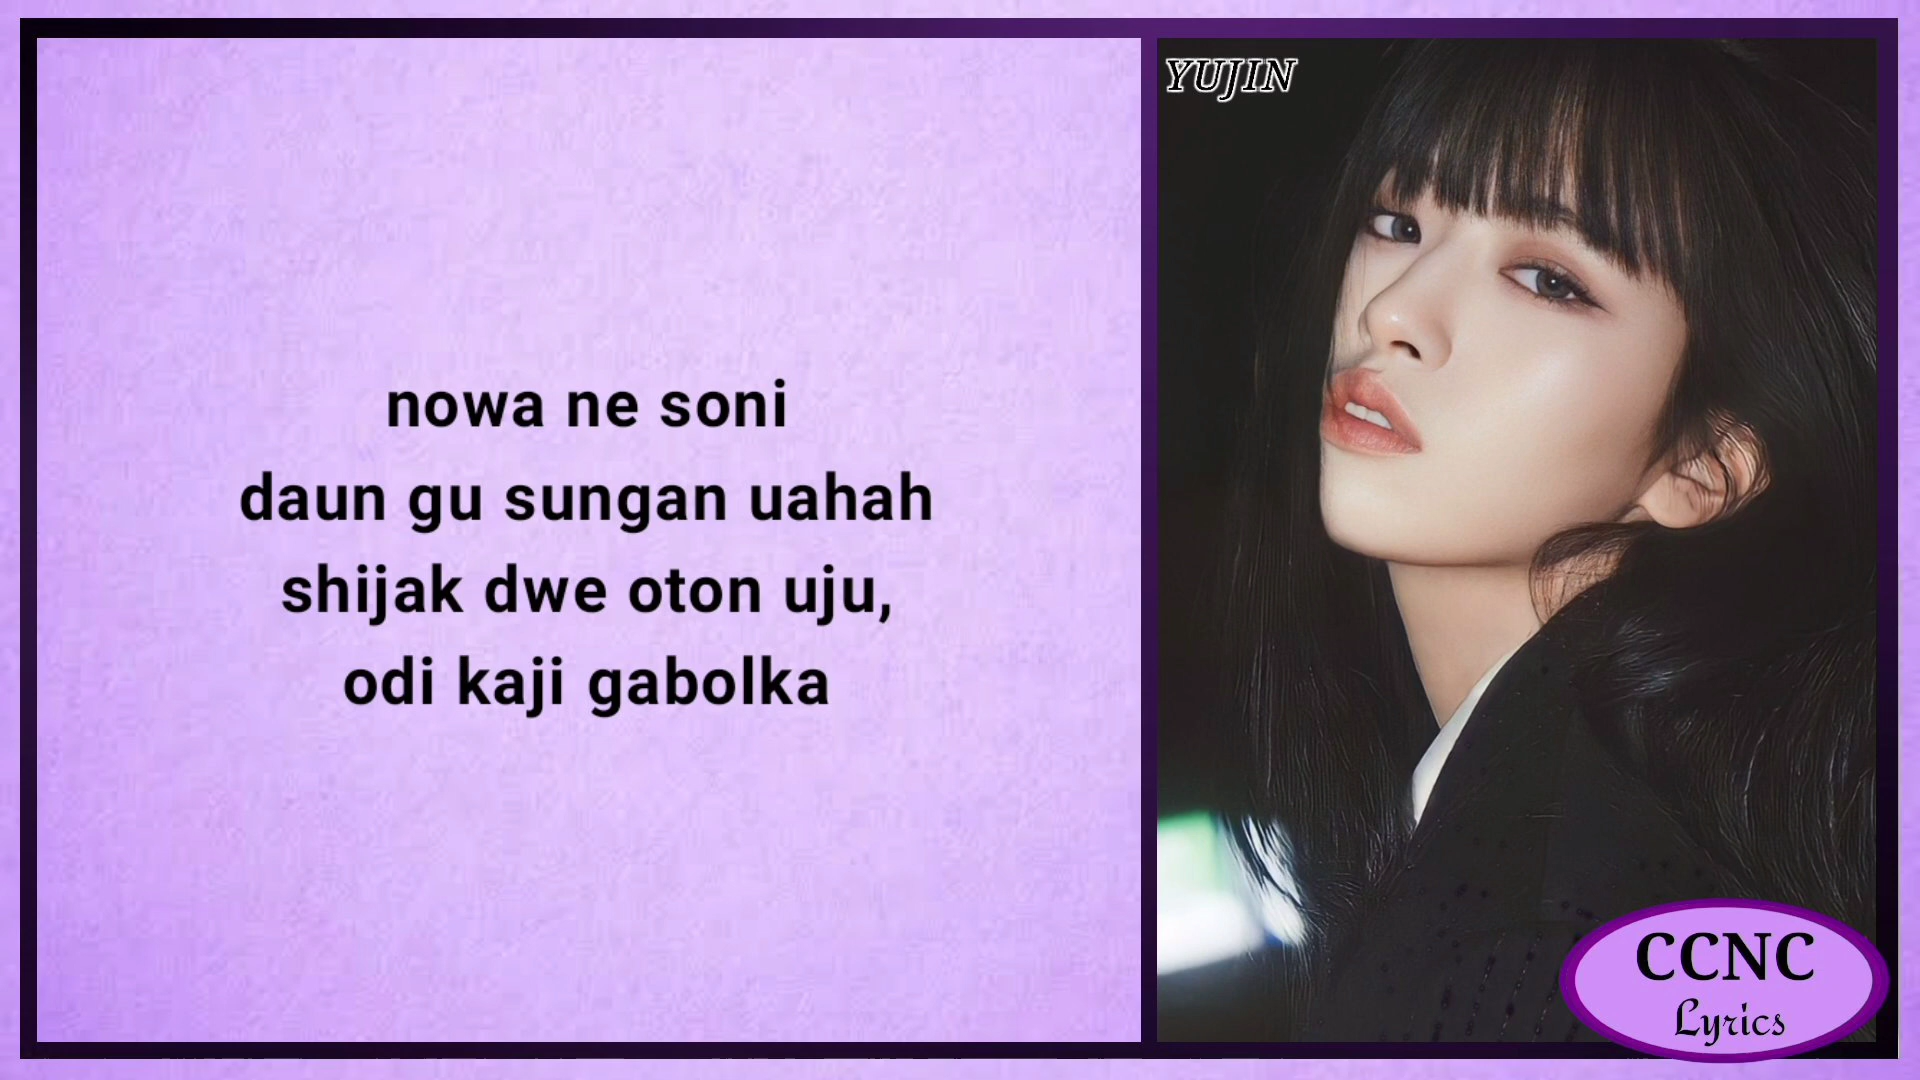 nowa ne soni
daun gu sungan uahah
shijak dwe oton uju,
odi kaji gabolka
YUJIN
CCNC
Lyrics